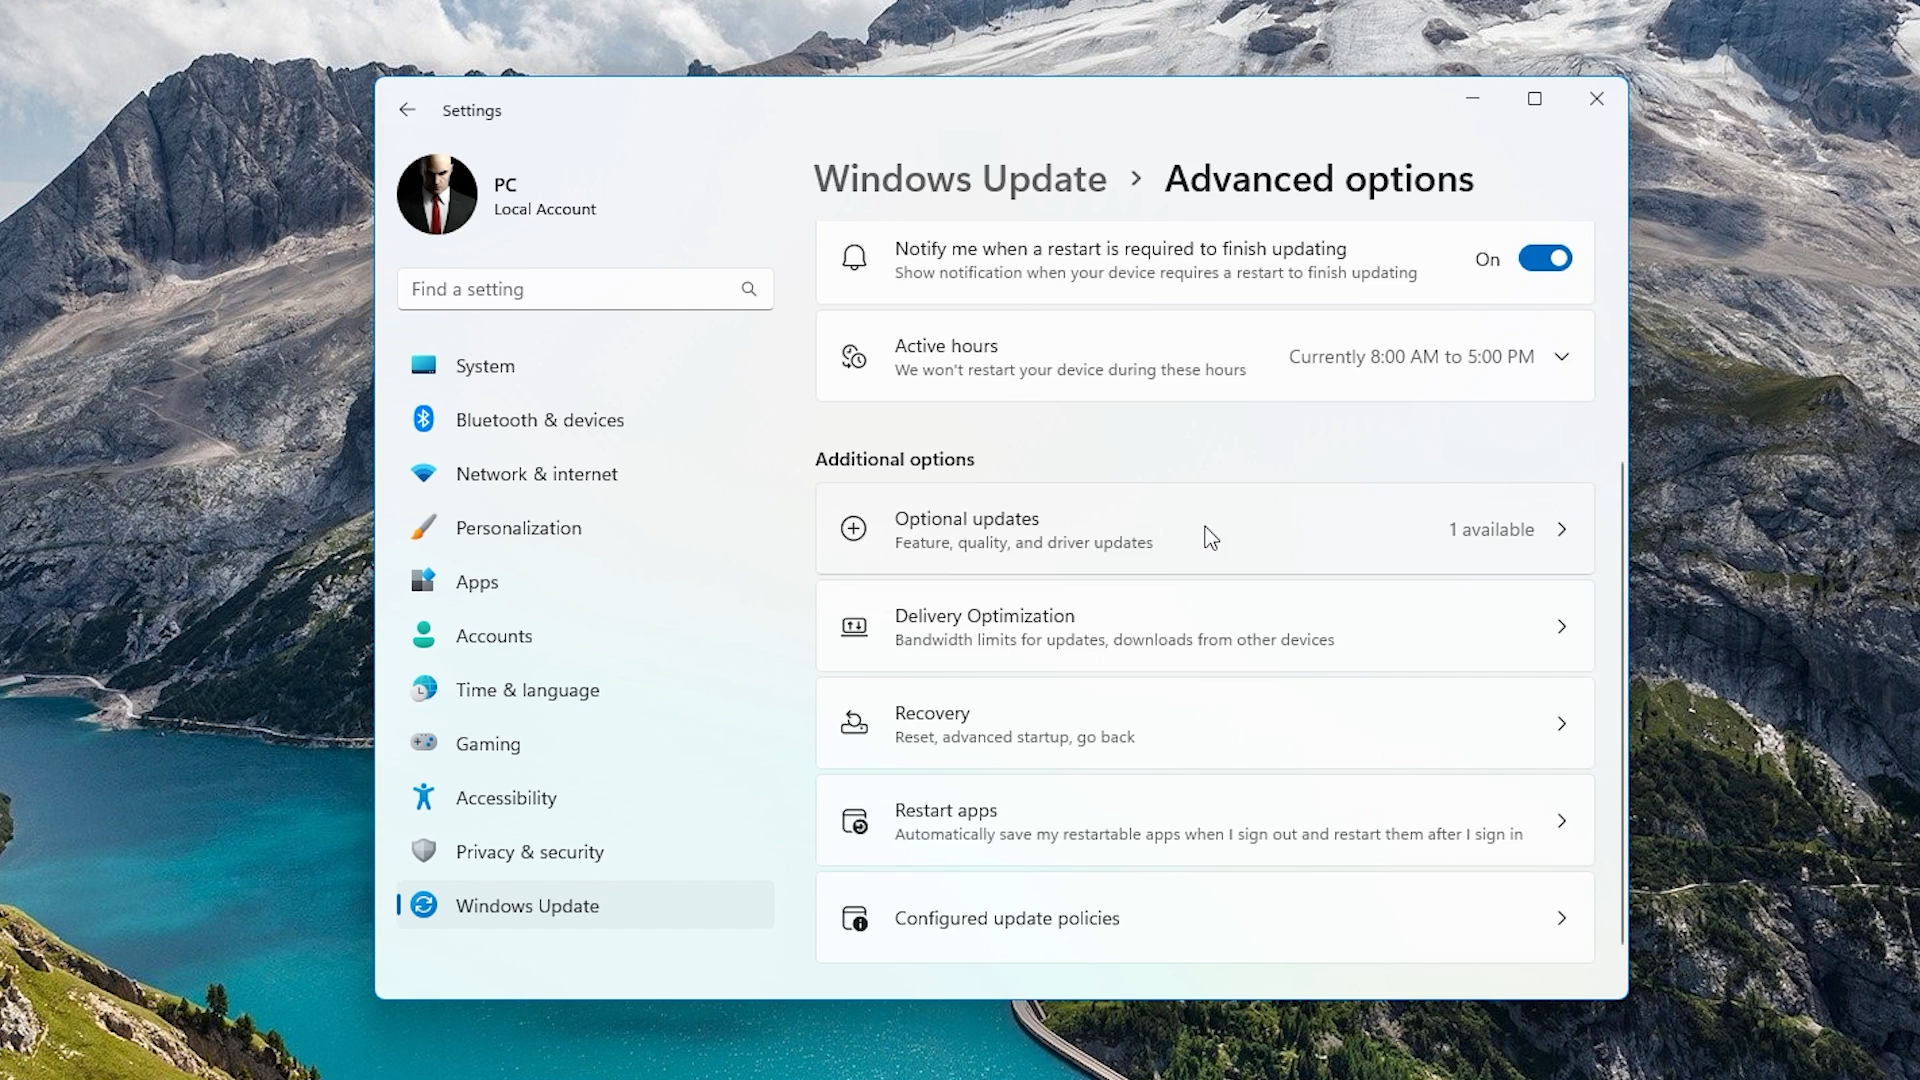 Settings
PC
Local Account
Find a setting
System
Bluetooth & devices
Network & internet
Personalization
Apps
Accounts
Time & language
Gaming
Accessibility
Privacy & security
Windows Update
Windows Update > Advanced options
Notify me when a restart is required to finish updating
Show notification when your device requires a restart to finish updating
On
Active hours
We won't restart your device during these hours
Currently 8:00 AM to 5:00 PM
Additional options
Optional updates
Feature, quality, and driver updates
1 available
Delivery Optimization
Bandwidth limits for updates, downloads from other devices
Recovery
Reset, advanced startup, go back
Restart apps
Automatically save my restartable apps when I sign out and restart them after I sign in
Configured update policies